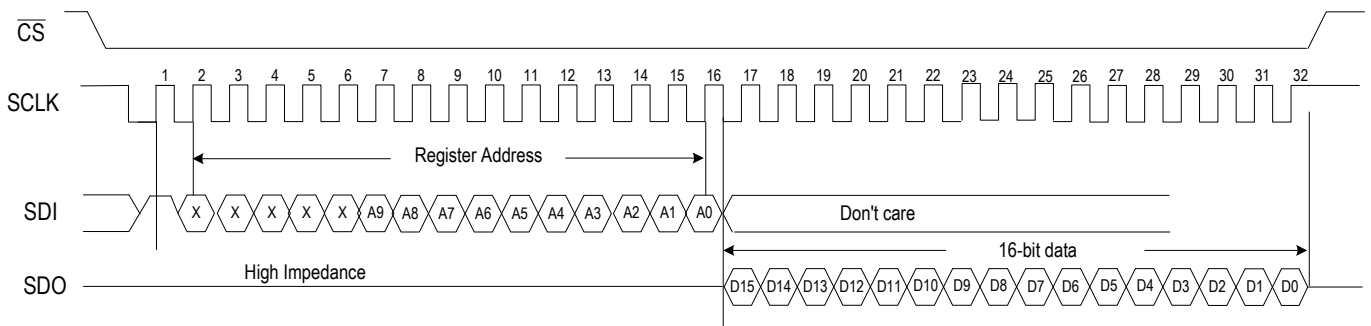 CS
1 2 3 4 5 6 7 8 9 10 11 12 13 14 15 16 17 18 19 20 21 22 23 24 25 26 27 28 29 30 31 32
SCLK
Register Address
SDI X X X X X A9 A8 A7 A6 A5 A4 A3 A2 A1 A0 Don't care
16-bit data
High Impedance
SDO D15 D14 D13 D12 D11 D10 D9 D8 D7 D6 D5 D4 D3 D2 D1 D0